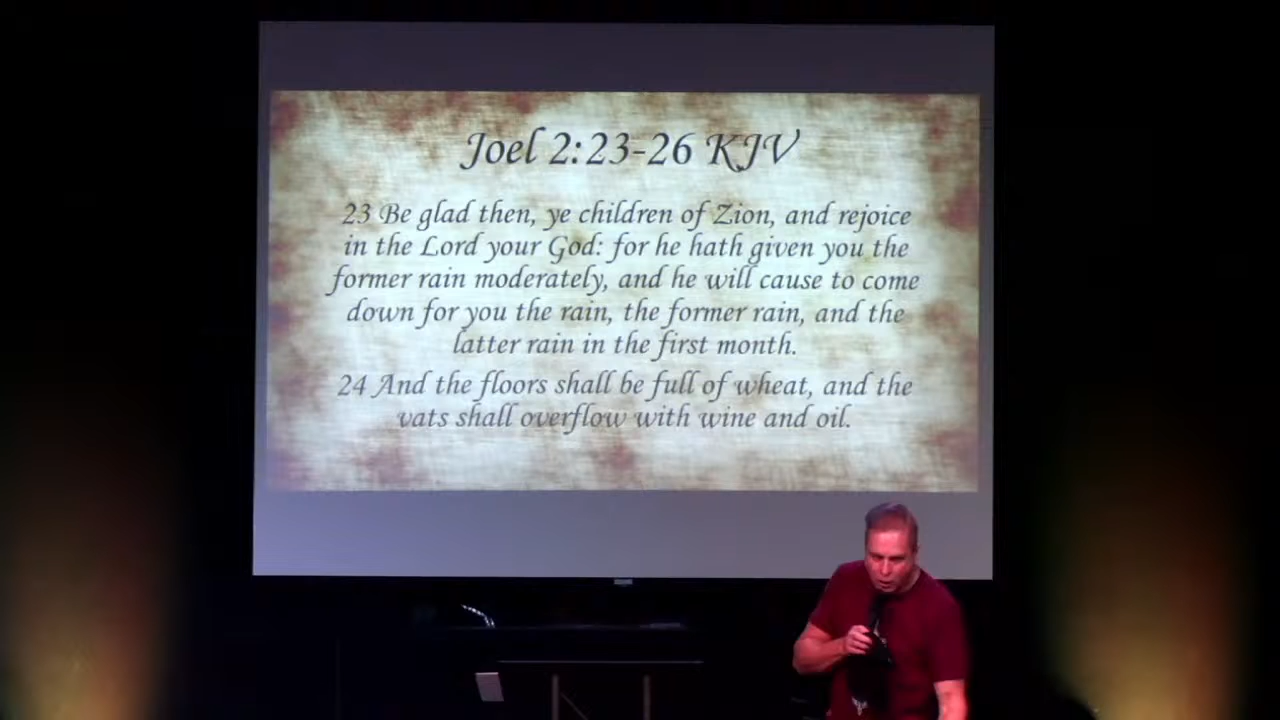 Joel 2:23-26 KJV
23 Be glad then, ye children of Zion, and rejoice
in the Lord your God: for he hath given you the
former rain moderately, and he will cause to come
down for you the rain, the former rain, and the
latter rain in the first month.
24 And the floors shall be full of wheat, and the
vats shall overflow with wine and oil.